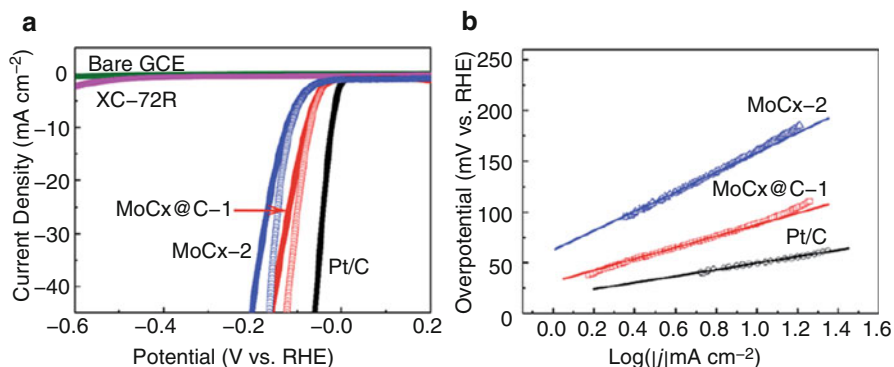 a
Current Density (mA cm−2)
0
−10
−20
−30
−40
Bare GCE
XC−72R
MoCx@C−1
MoCx−2
Pt/C
−0.6
−0.4
−0.2
−0.0
0.2
Potential (V vs. RHE)
b
Overpotential (mV vs. RHE)
250
200
150
100
50
0
MoCx−2
MoCx@C−1
Pt/C
0.0 0.2 0.4 0.6 0.8 1.0 1.2 1.4 1.6
Log(|j|mA cm−2)